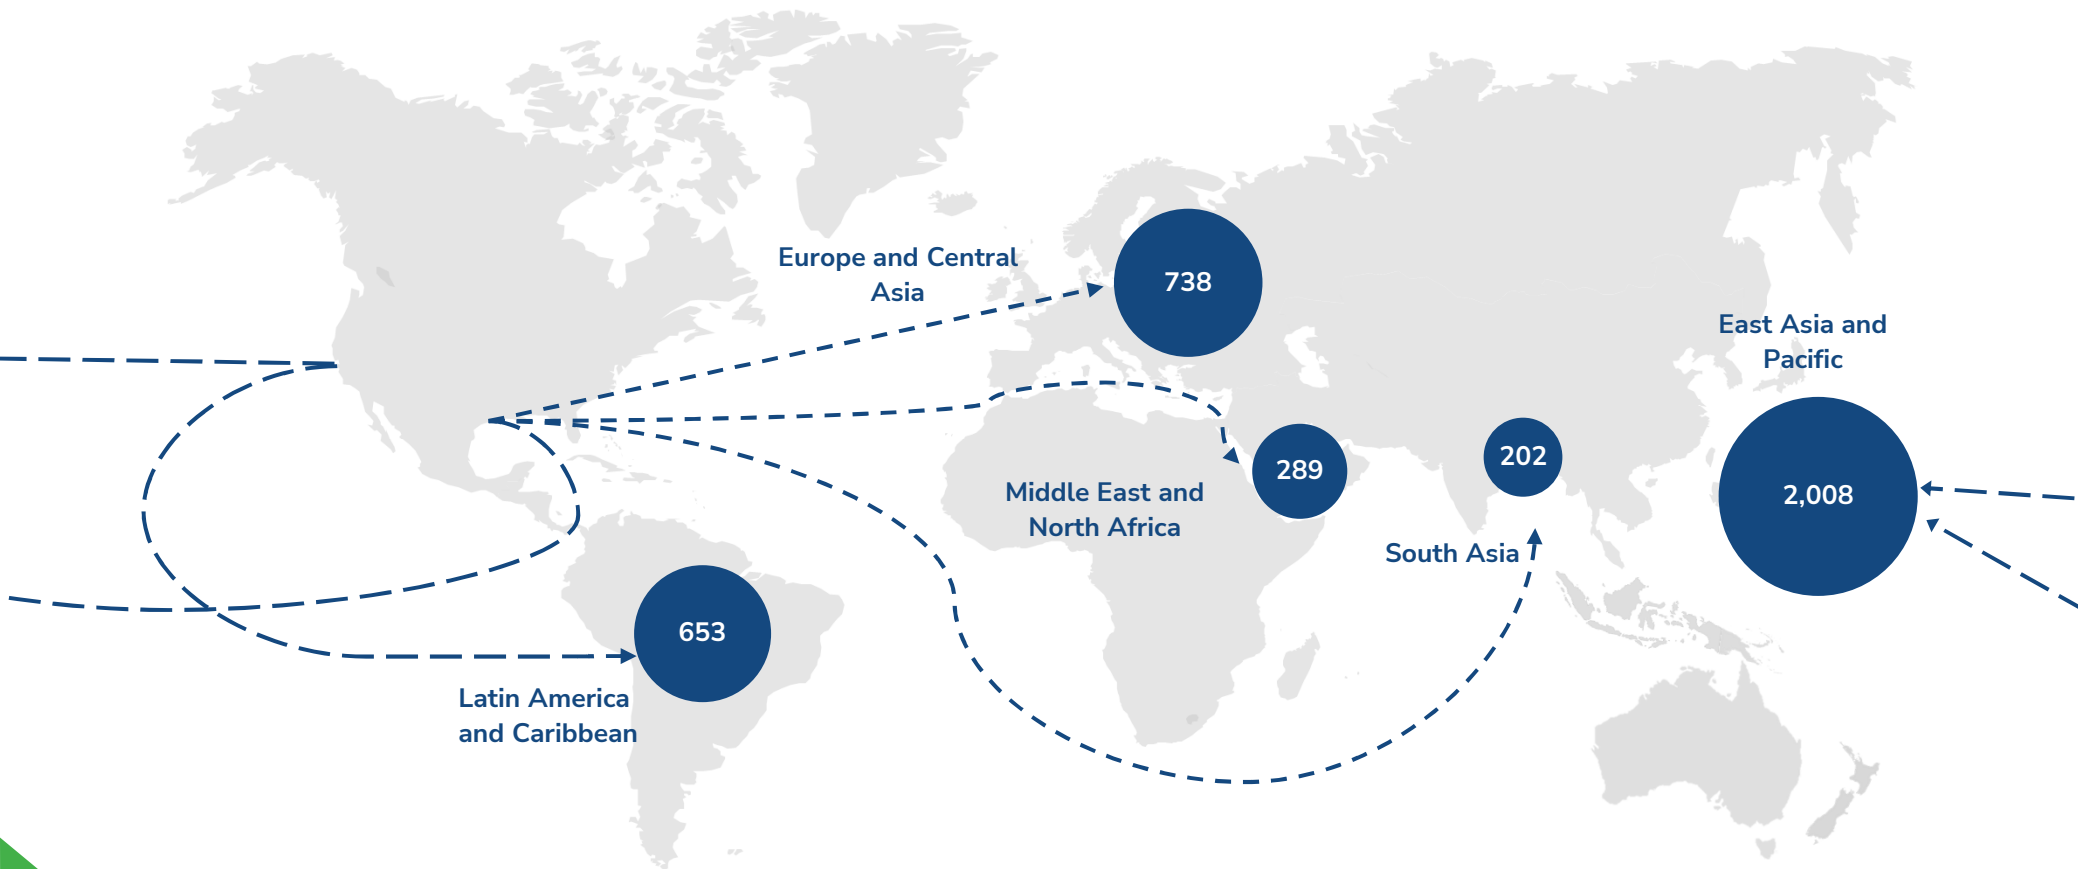 Europe and Central
Asia
738
East Asia and
Pacific
2,008
289
202
Middle East and
North Africa
South Asia
653
Latin America
and Caribbean